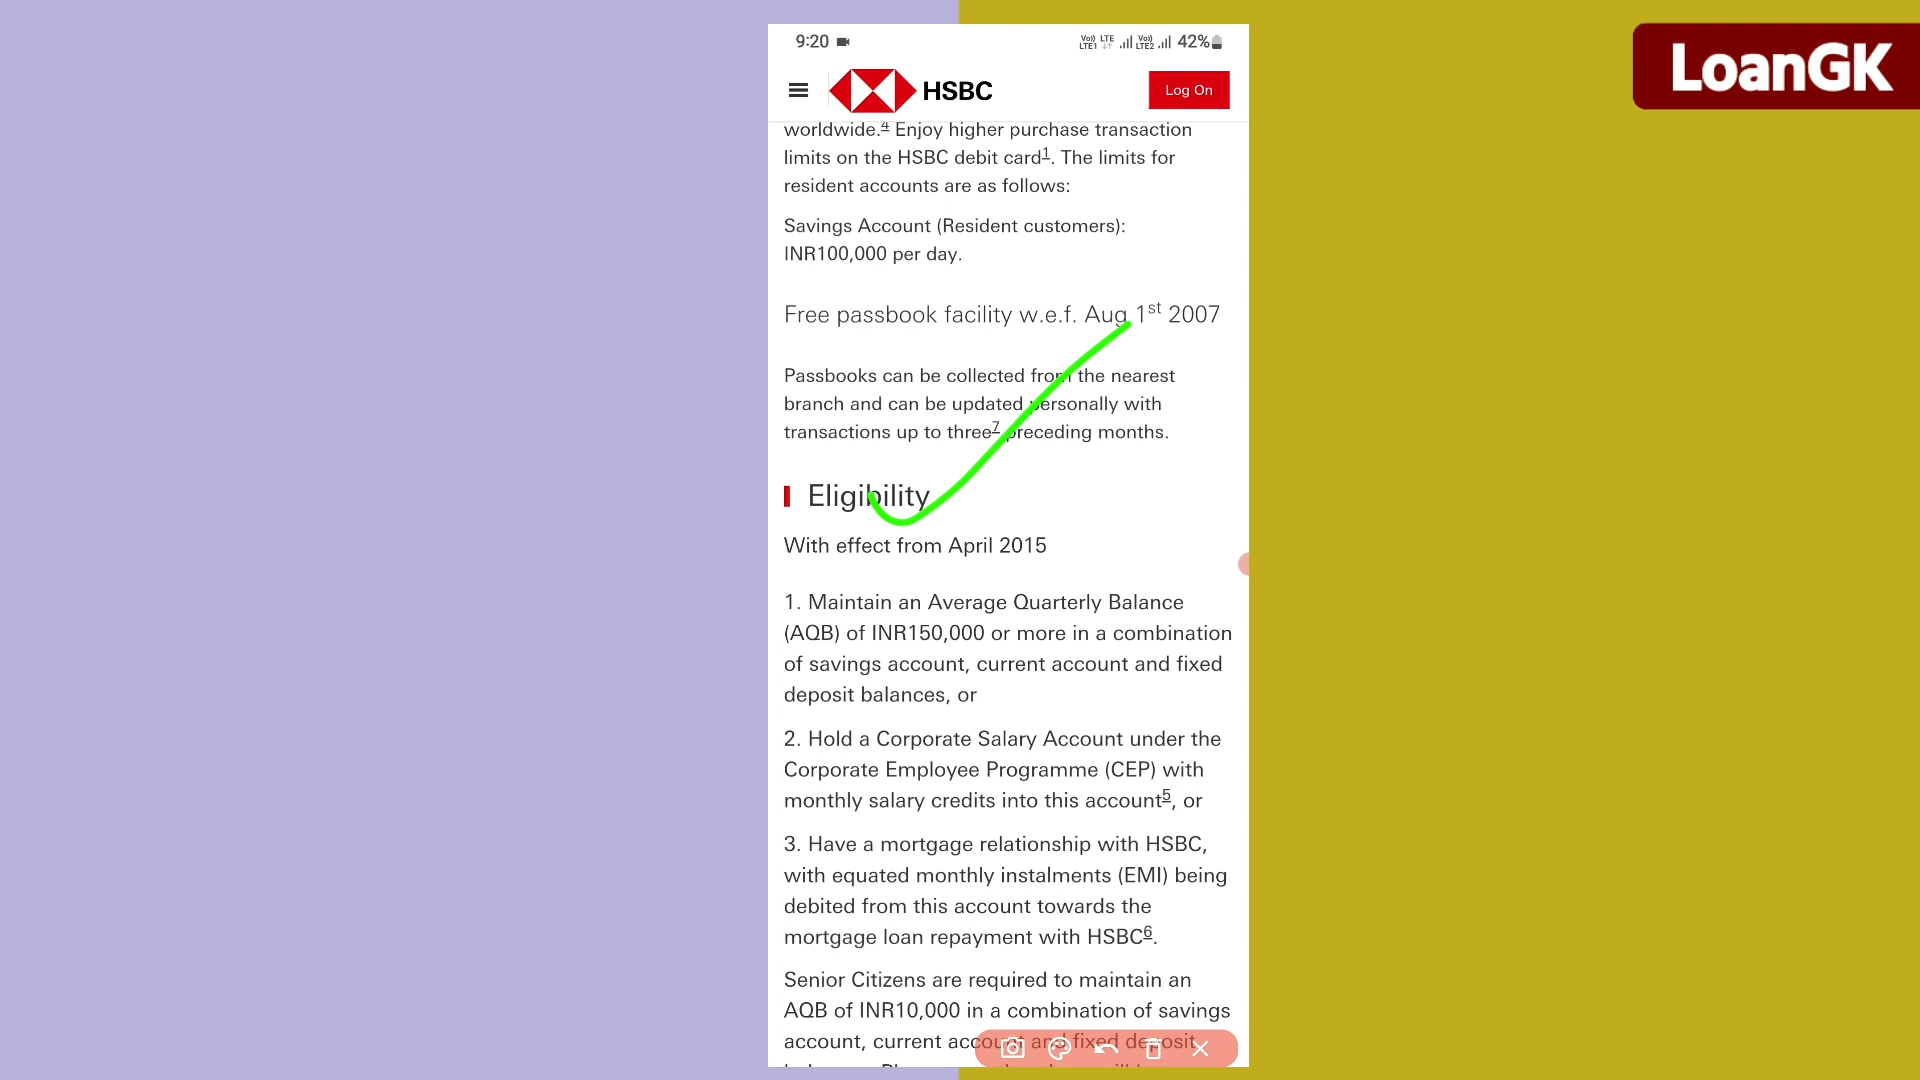 9:20 Vo) LTE LTE1 Vo) LTE2 42%
LoanGK
HSBC
Log On
worldwide.4 Enjoy higher purchase transaction
limits on the HSBC debit card1. The limits for
resident accounts are as follows:
Savings Account (Resident customers):
INR100,000 per day.
Free passbook facility w.e.f. Aug 1st 2007
Passbooks can be collected from the nearest
branch and can be updated personally with
transactions up to three7 preceding months.
Eligibility
With effect from April 2015
1. Maintain an Average Quarterly Balance
(AQB) of INR150,000 or more in a combination
of savings account, current account and fixed
deposit balances, or
2. Hold a Corporate Salary Account under the
Corporate Employee Programme (CEP) with
monthly salary credits into this account5, or
3. Have a mortgage relationship with HSBC,
with equated monthly instalments (EMI) being
debited from this account towards the
mortgage loan repayment with HSBC6.
Senior Citizens are required to maintain an
AQB of INR10,000 in a combination of savings
account, current account and fixed deposit